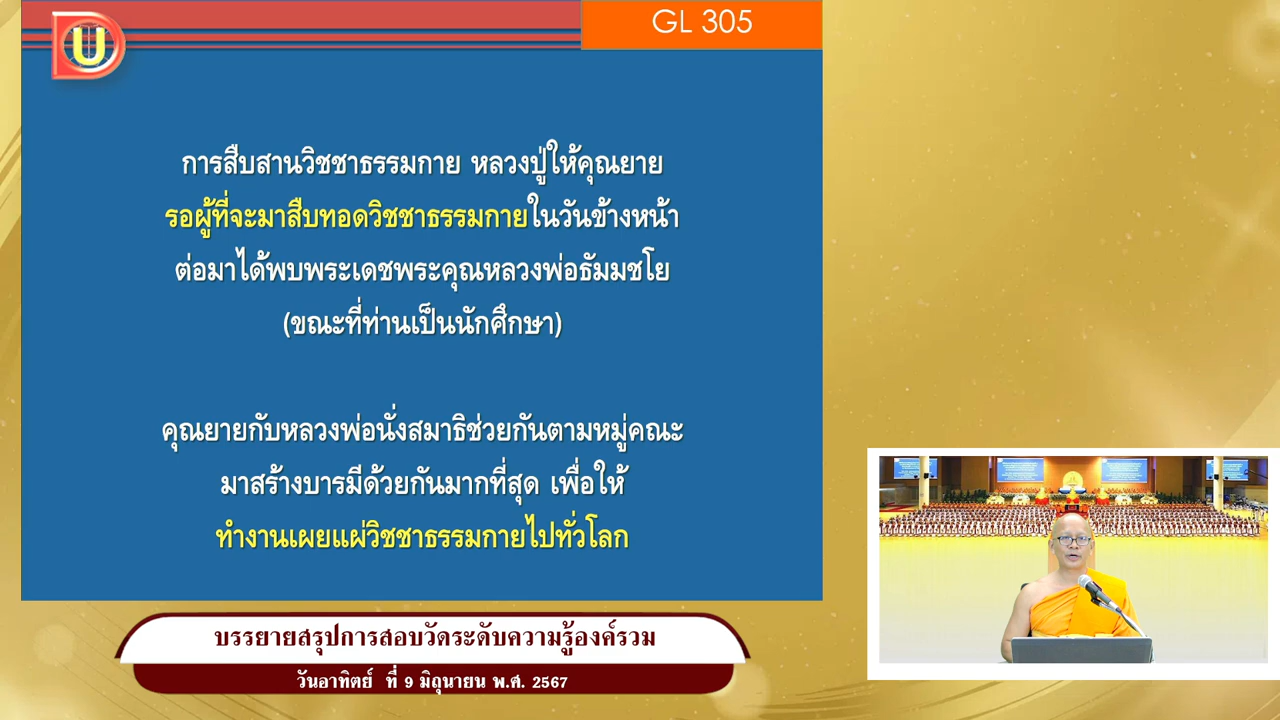 GL 305
U
การสืบสานวิชชาธรรมกาย หลวงปู่ให้คุณยาย
รอผู้ที่จะมาสืบทอดวิชชาธรรมกายในวันข้างหน้า
ต่อมาได้พบพระเดชพระคุณหลวงพ่อธัมมชโย
(ขณะที่ท่านเป็นนักศึกษา)
คุณยายกับหลวงพ่อนั่งสมาธิช่วยกันตามหมู่คณะ
มาสร้างบารมีด้วยกันมากที่สุด เพื่อให้
ทำงานเผยแผ่วิชชาธรรมกายไปทั่วโลก
บรรยายสรุปการสอบวัดระดับความรู้องค์รวม
วันอาทิตย์ ที่ 9 มิถุนายน พ.ศ. 2567